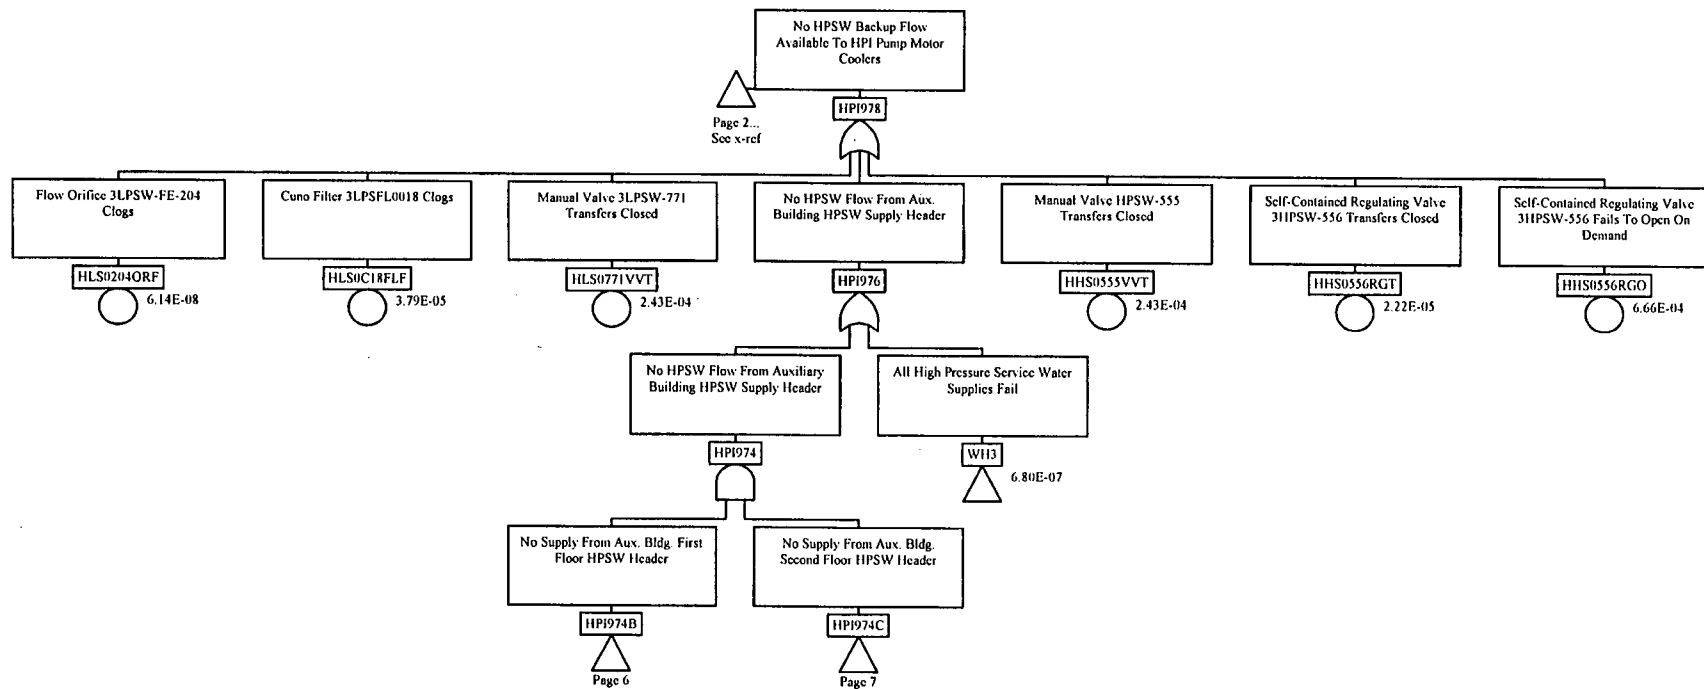 No HPSW Backup Flow
Available To HPI Pump Motor
Coolers
Page 2...
See x-ref
HPI978
Flow Orifice 3LPSW-FE-204
Clogs
HLS0204ORF
6.14E-08
Cuno Filter 3LPSFL0018 Clogs
HLS0C18FLF
3.79E-05
Manual Valve 3LPSW-771
Transfers Closed
HLS0771VVT
2.43E-04
No HPSW Flow From Aux.
Building HPSW Supply Header
HPI976
Manual Valve HPSW-555
Transfers Closed
HHS0555VVT
2.43E-04
Self-Contained Regulating Valve
3HPSW-556 Transfers Closed
HHS0556RGT
2.22E-05
Self-Contained Regulating Valve
3HPSW-556 Fails To Open On
Demand
HHS0556RGO
6.66E-04
No HPSW Flow From Auxiliary
Building HPSW Supply Header
HPI974
All High Pressure Service Water
Supplies Fail
WH3
6.80E-07
No Supply From Aux. Bldg. First
Floor HPSW Header
HPI974B
Page 6
No Supply From Aux. Bldg.
Second Floor HPSW Header
HPI974C
Page 7